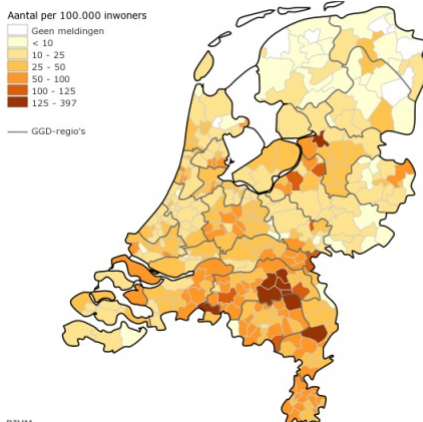 Aantal per 100.000 inwoners
Geen meldingen
< 10
10 - 25
25 - 50
50 - 100
100 - 125
125 - 397
GGD-regio's